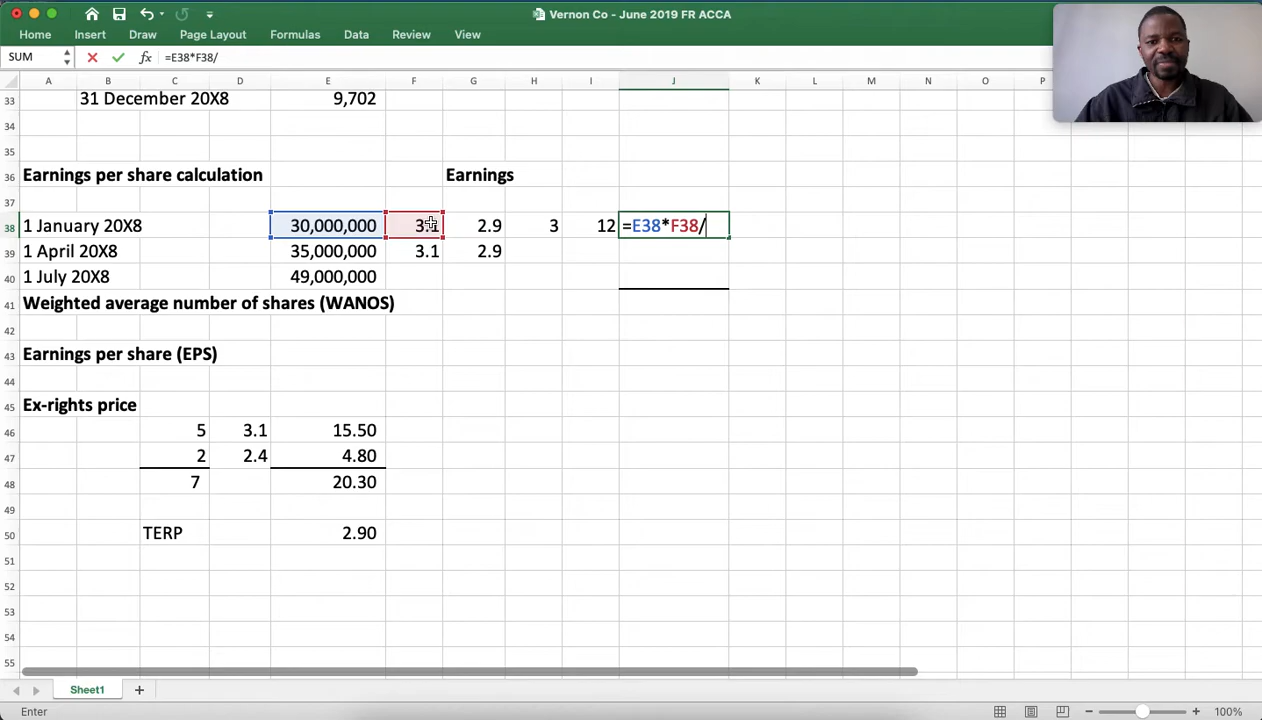 Vernon Co - June 2019 FR ACCA
Home Insert Draw Page Layout Formulas Data Review View
SUM fx =E38*F38/
A B C D E F G H I J K L M N O P
33 31 December 20X8 9,702
34
35
36 Earnings per share calculation Earnings
37
38 1 January 20X8 30,000,000 3.1 2.9 3 12 =E38*F38/
39 1 April 20X8 35,000,000 3.1 2.9
40 1 July 20X8 49,000,000
41 Weighted average number of shares (WANOS)
42
43 Earnings per share (EPS)
44
45 Ex-rights price
46 5 3.1 15.50
47 2 2.4 4.80
48 7 20.30
49
50 TERP 2.90
51
52
53
54
55
Sheet1 +
Enter 100%